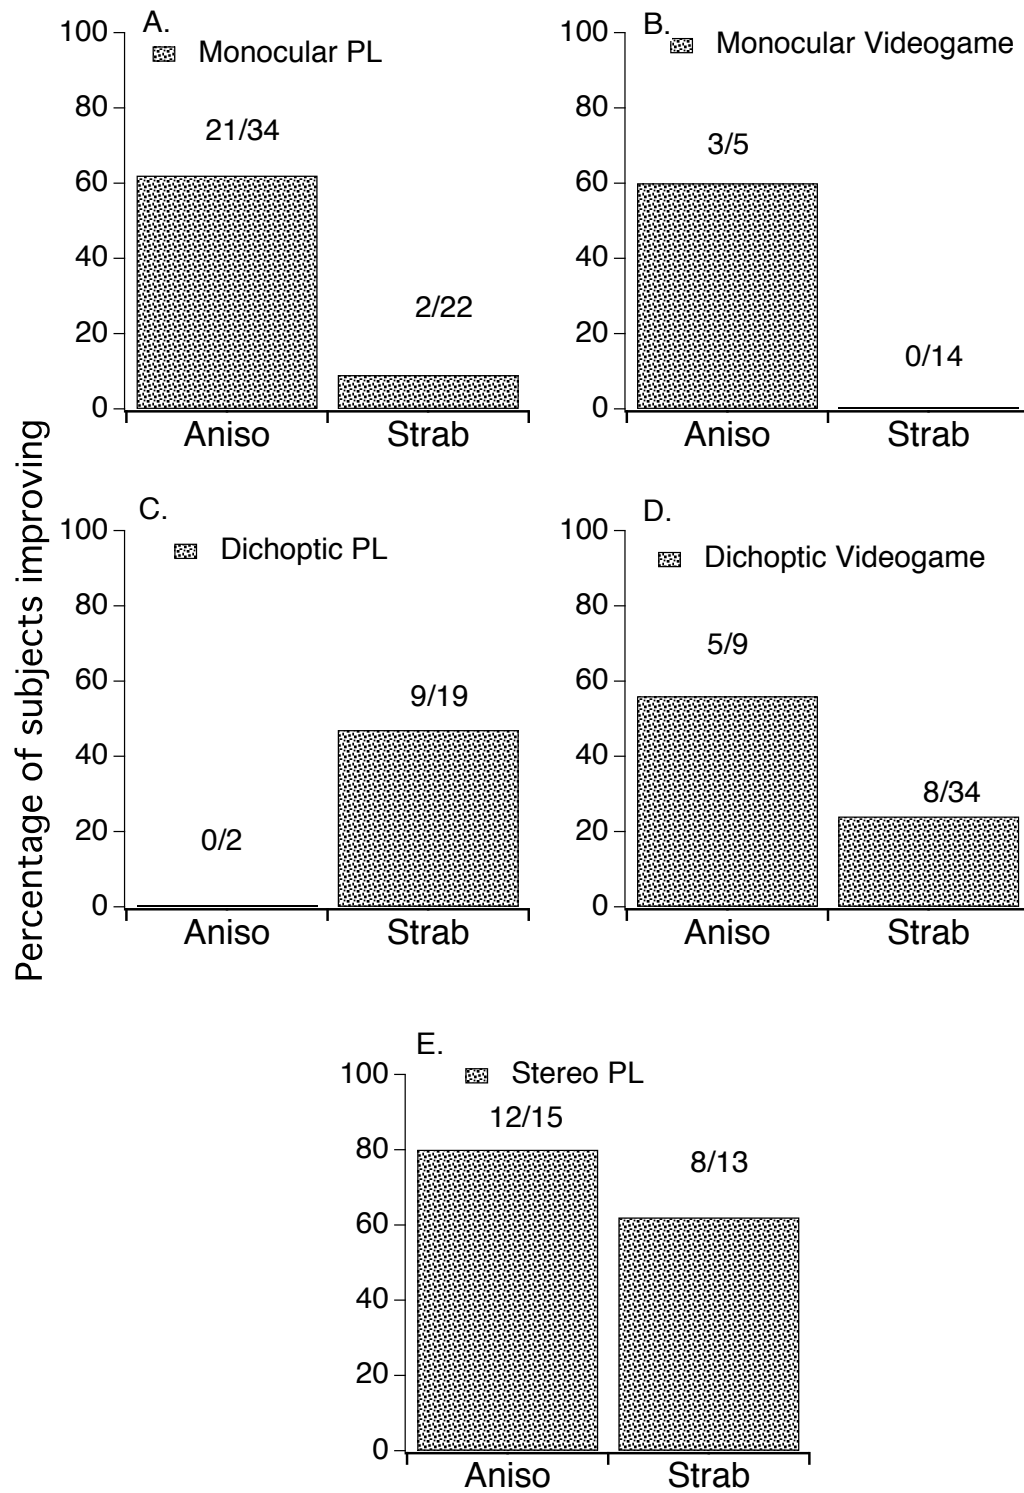 A.
Monocular PL
100
80
60
40
20
0
21/34
2/22
Aniso
Strab
B.
Monocular Videogame
100
80
60
40
20
0
3/5
0/14
Aniso
Strab
Percentage of subjects improving
C.
Dichoptic PL
100
80
60
40
20
0
0/2
9/19
Aniso
Strab
D.
Dichoptic Videogame
100
80
60
40
20
0
5/9
8/34
Aniso
Strab
E.
Stereo PL
100
80
60
40
20
0
12/15
8/13
Aniso
Strab